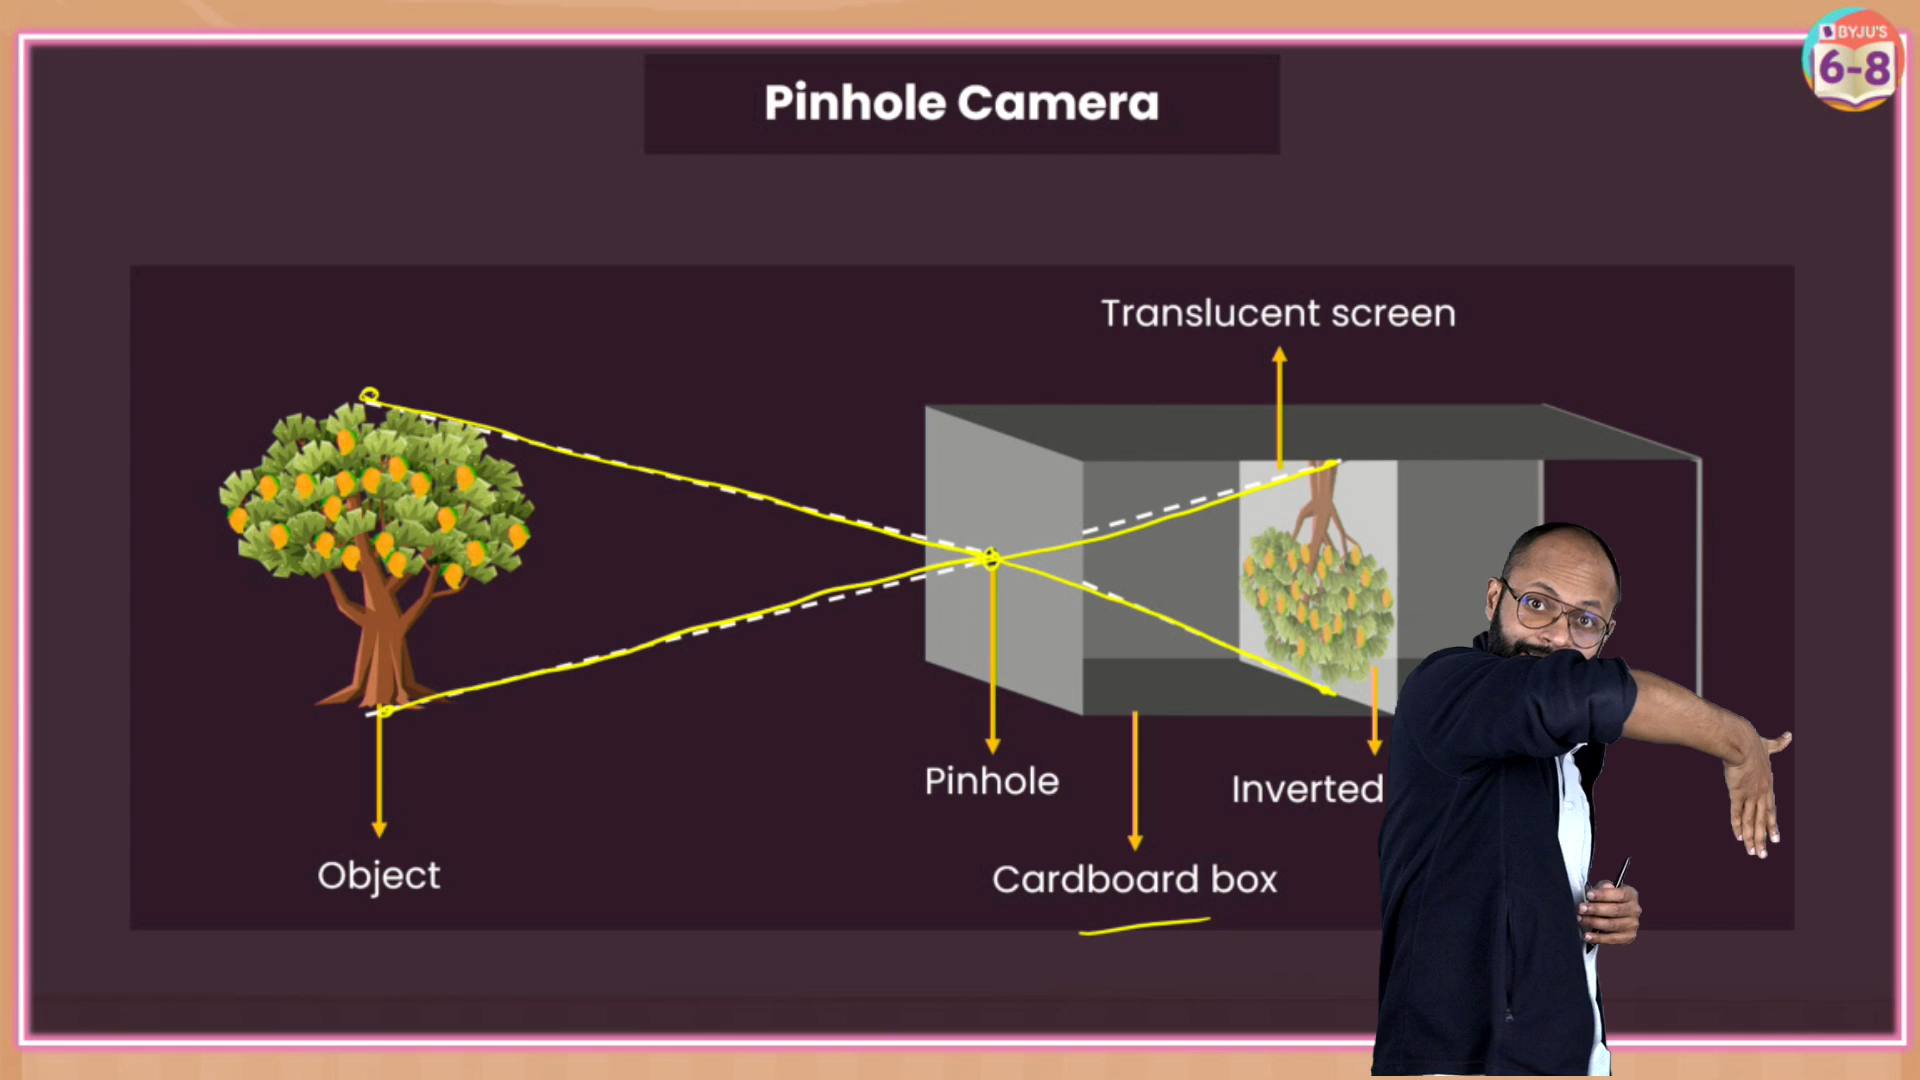 BYJU'S
6-8
Pinhole Camera
Translucent screen
Pinhole
Inverted
Object
Cardboard box